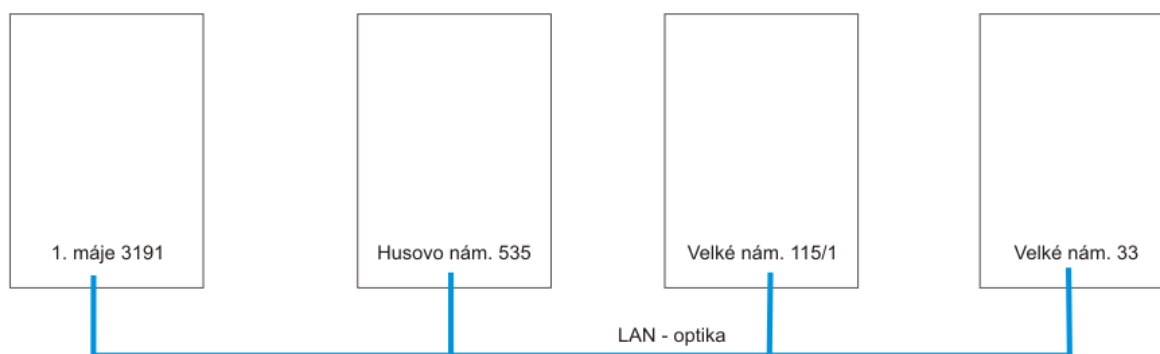 1. máje 3191
Husovo nám. 535
Velké nám. 115/1
Velké nám. 33
LAN - optika